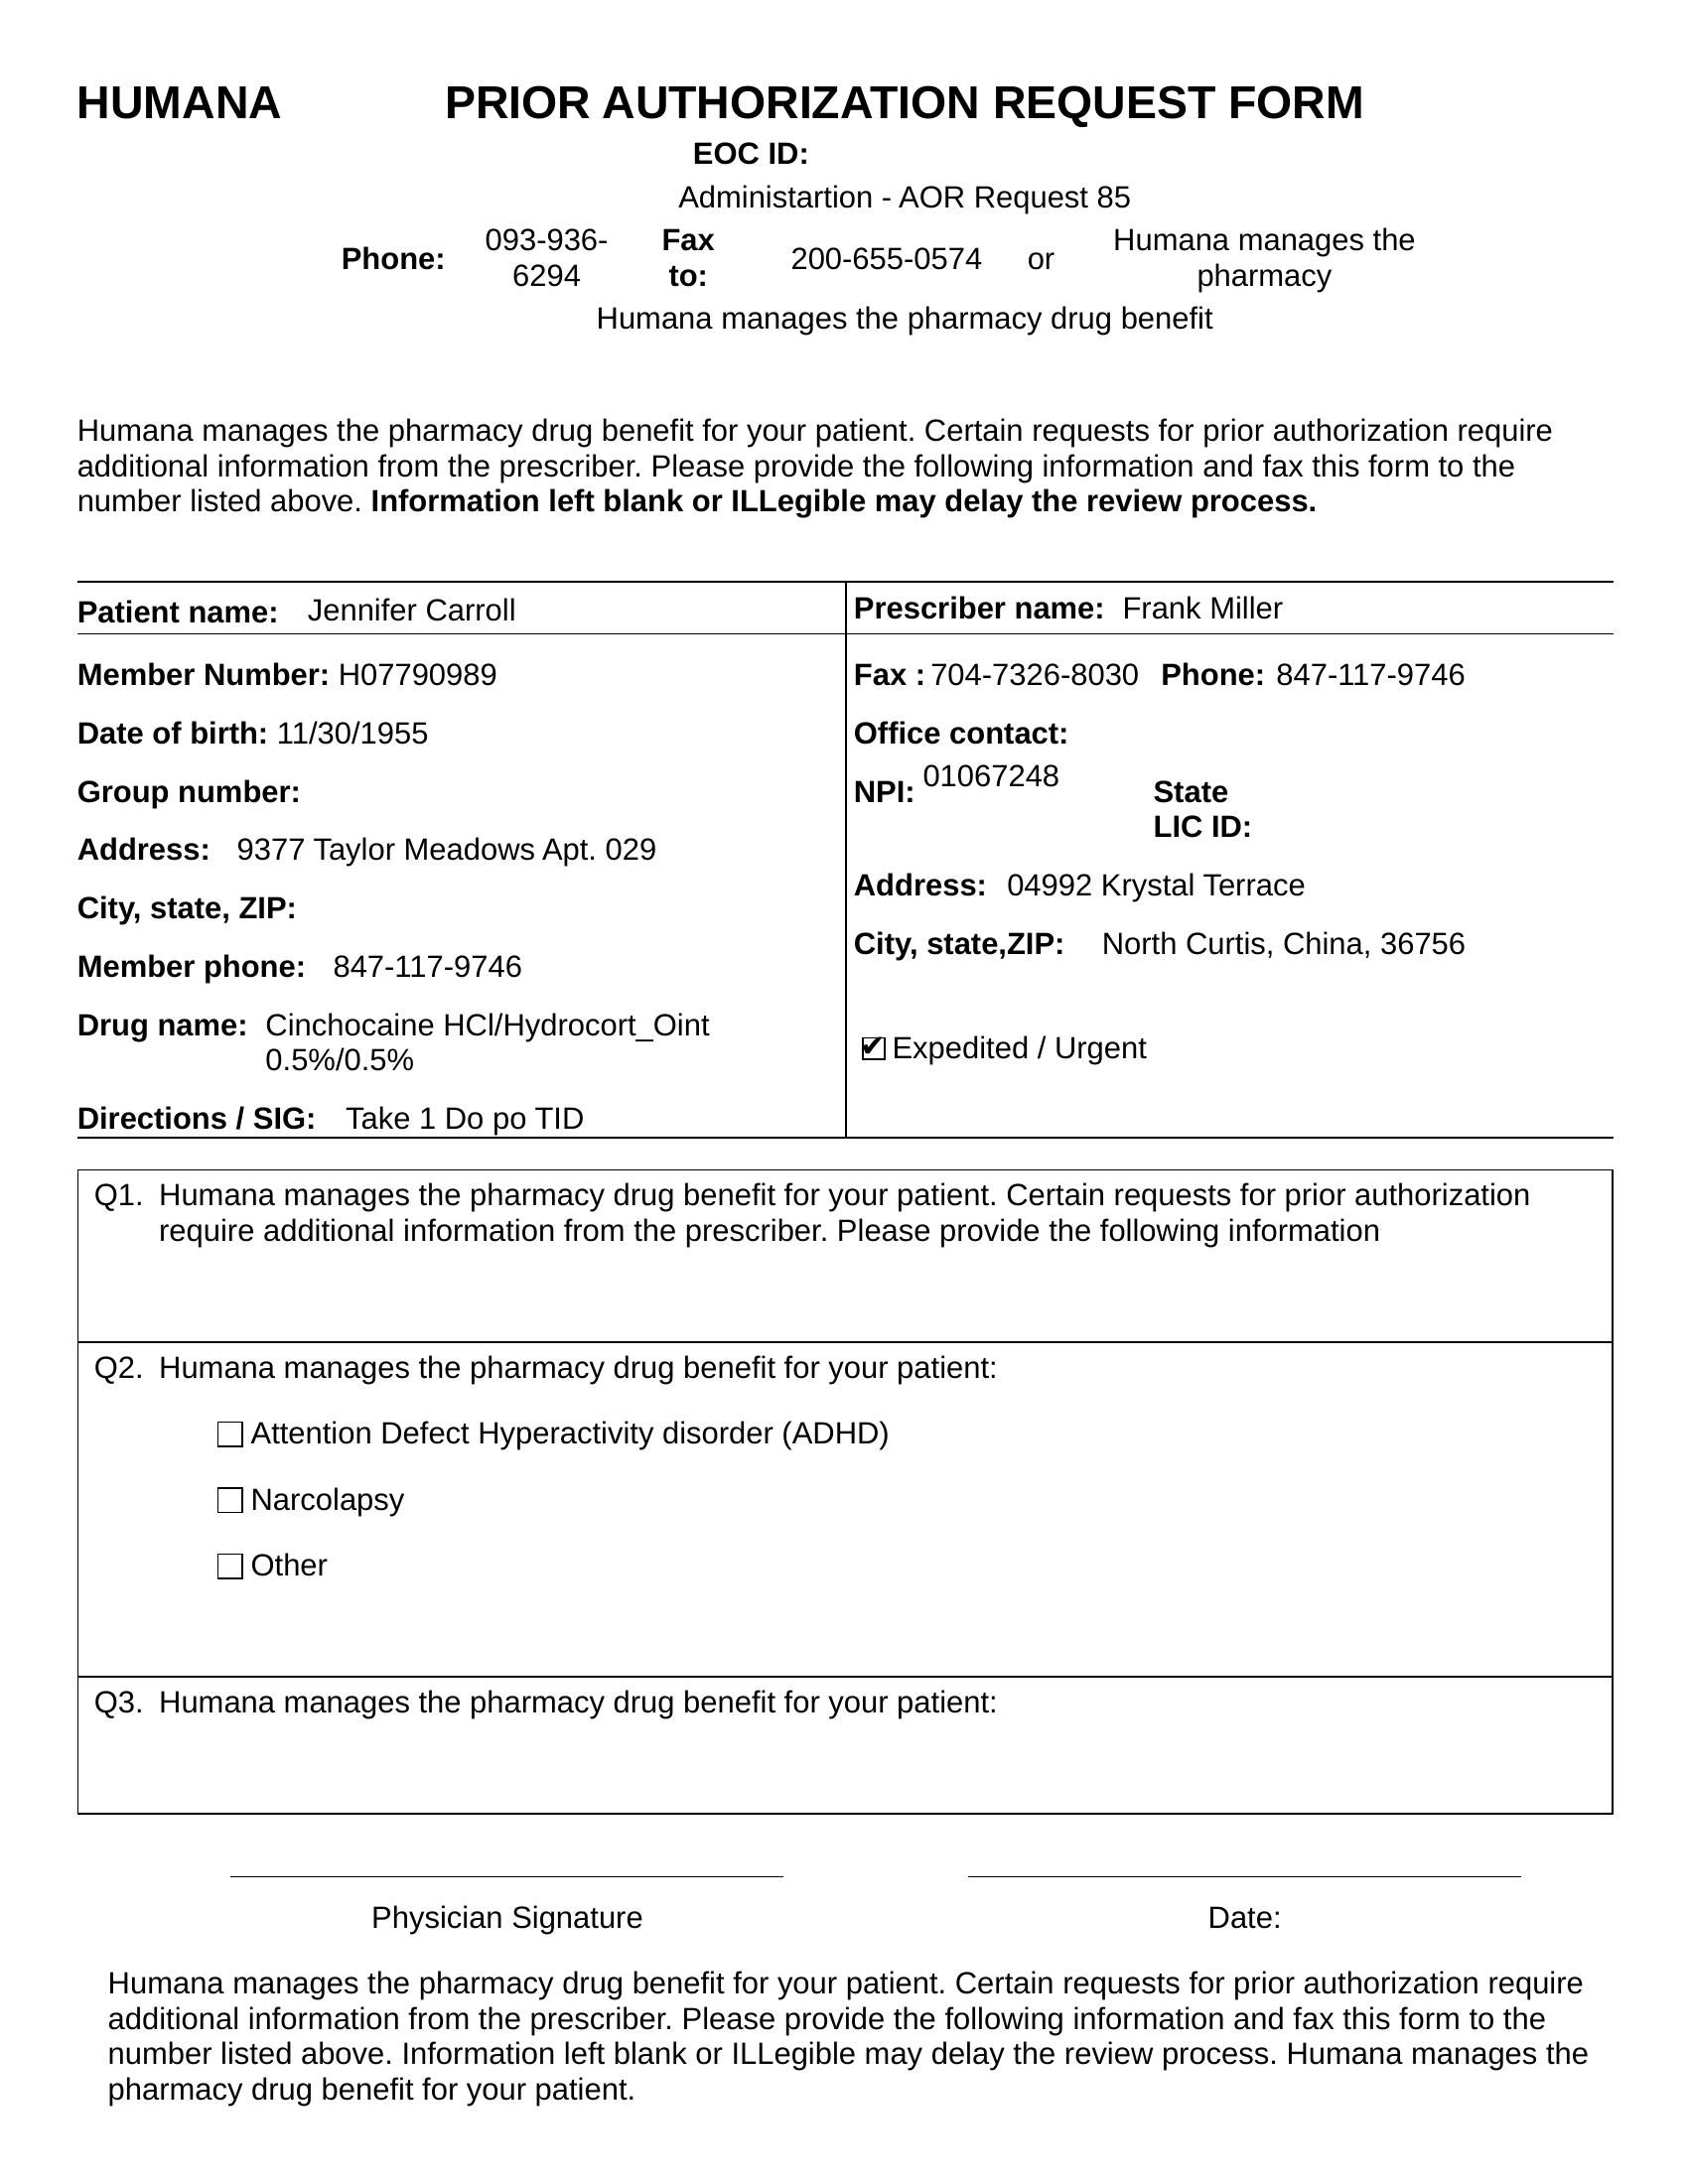 HUMANA PRIOR AUTHORIZATION REQUEST FORM
EOC ID:
Administartion - AOR Request 85
Phone: 093-936-6294 Fax to: 200-655-0574 or Humana manages the pharmacy
Humana manages the pharmacy drug benefit
Humana manages the pharmacy drug benefit for your patient. Certain requests for prior authorization require
additional information from the prescriber. Please provide the following information and fax this form to the
number listed above. Information left blank or ILLegible may delay the review process.
Patient name: Jennifer Carroll
Member Number: H07790989
Date of birth: 11/30/1955
Group number:
Address: 9377 Taylor Meadows Apt. 029
City, state, ZIP:
Member phone: 847-117-9746
Drug name: Cinchocaine HCl/Hydrocort_Oint
0.5%/0.5%
Directions / SIG: Take 1 Do po TID
Prescriber name: Frank Miller
Fax : 704-7326-8030 Phone: 847-117-9746
Office contact:
NPI: 01067248 State
LIC ID:
Address: 04992 Krystal Terrace
City, state,ZIP: North Curtis, China, 36756
✔ Expedited / Urgent
Q1. Humana manages the pharmacy drug benefit for your patient. Certain requests for prior authorization
require additional information from the prescriber. Please provide the following information
Q2. Humana manages the pharmacy drug benefit for your patient:
Attention Defect Hyperactivity disorder (ADHD)
Narcolapsy
Other
Q3. Humana manages the pharmacy drug benefit for your patient:
Physician Signature Date:
Humana manages the pharmacy drug benefit for your patient. Certain requests for prior authorization require
additional information from the prescriber. Please provide the following information and fax this form to the
number listed above. Information left blank or ILLegible may delay the review process. Humana manages the
pharmacy drug benefit for your patient.